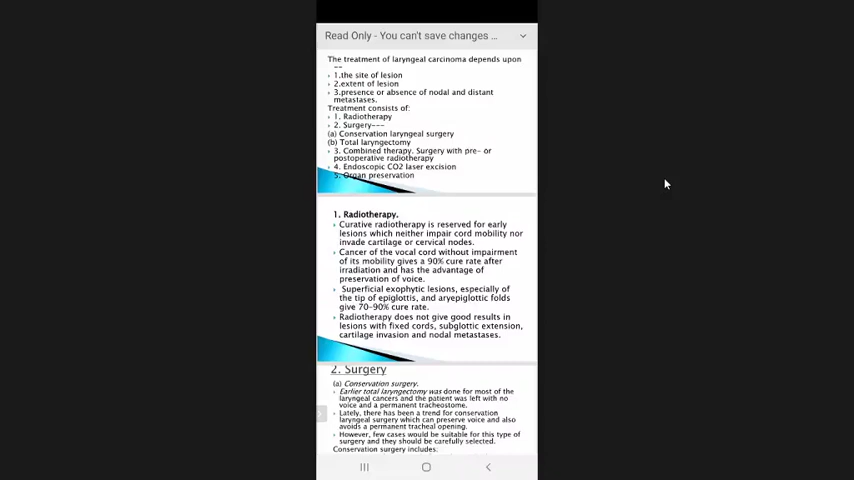 Read Only - You can't save changes ...
The treatment of laryngeal carcinoma depends upon
--
1.the site of lesion
2.extent of lesion
3.presence or absence of nodal and distant
metastases.
Treatment consists of:
1. Radiotherapy
2. Surgery---
(a) Conservation laryngeal surgery
(b) Total laryngectomy
3. Combined therapy. Surgery with pre- or
postoperative radiotherapy
4. Endoscopic CO2 laser excision
5. Organ preservation
1. Radiotherapy.
Curative radiotherapy is reserved for early
lesions which neither impair cord mobility nor
invade cartilage or cervical nodes.
Cancer of the vocal cord without impairment
of its mobility gives a 90% cure rate after
irradiation and has the advantage of
preservation of voice.
Superficial exophytic lesions, especially of
the tip of epiglottis, and aryepiglottic folds
give 70-90% cure rate.
Radiotherapy does not give good results in
lesions with fixed cords, subglottic extension,
cartilage invasion and nodal metastases.
2. Surgery
(a) Conservation surgery.
Earlier total laryngectomy was done for most of the
laryngeal cancers and the patient was left with no
voice and a permanent tracheostome.
Lately, there has been a trend for conservation
laryngeal surgery which can preserve voice and also
avoids a permanent tracheal opening.
However, few cases would be suitable for this type of
surgery and they should be carefully selected.
Conservation surgery includes: